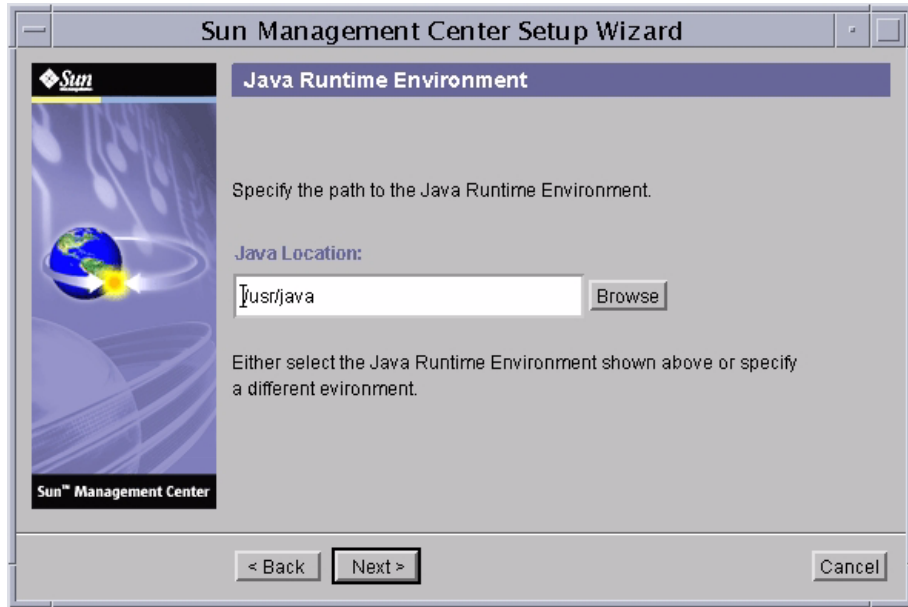 Sun Management Center Setup Wizard
Sun
Java Runtime Environment
Specify the path to the Java Runtime Environment.
Java Location:
/usr/java
Browse
Either select the Java Runtime Environment shown above or specify
a different evironment.
Sun™ Management Center
< Back
Next >
Cancel